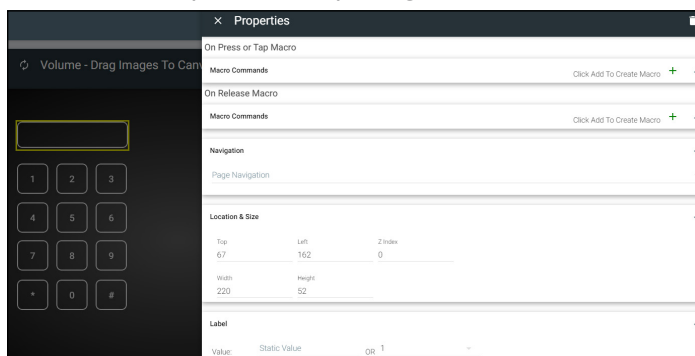 × Properties
On Press or Tap Macro
Macro Commands Click Add To Create Macro +
On Release Macro
Macro Commands Click Add To Create Macro +
Navigation
Page Navigation
Location & Size
Top Left Z Index
67 162 0
Width Height
220 52
Label
Value: Static Value OR 1
Volume - Drag Images To Can
1 2 3
4 5 6
7 8 9
* 0 #